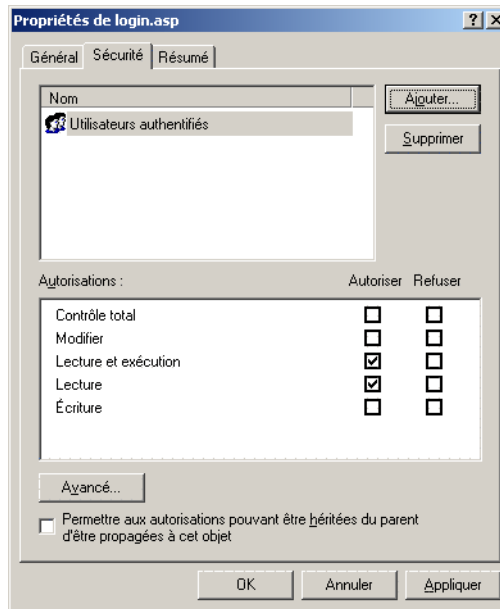 Propriétés de login.asp
Général Sécurité Résumé
Nom
Ajouter...
Utilisateurs authentifiés
Supprimer
Autorisations : Autoriser Refuser
Contrôle total
Modifier
Lecture et exécution
Lecture
Écriture
Avancé...
Permettre aux autorisations pouvant être héritées du parent
d'être propagées à cet objet
OK Annuler Appliquer